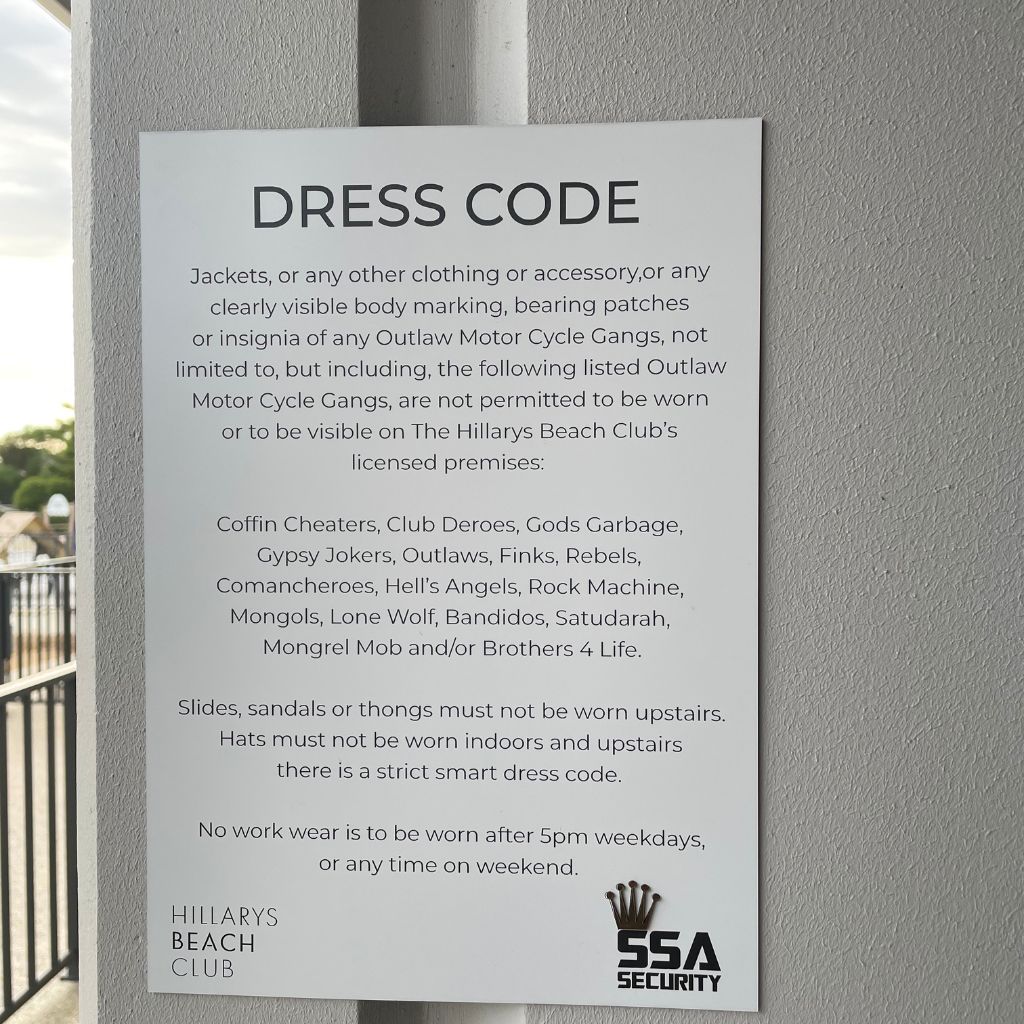 DRESS CODE
Jackets, or any other clothing or accessory,or any
clearly visible body marking, bearing patches
or insignia of any Outlaw Motor Cycle Gangs, not
limited to, but including, the following listed Outlaw
Motor Cycle Gangs, are not permitted to be worn
or to be visible on The Hillarys Beach Club's
licensed premises:
Coffin Cheaters, Club Deroes, Gods Garbage,
Gypsy Jokers, Outlaws, Finks, Rebels,
Comancheroes, Hell's Angels, Rock Machine,
Mongols, Lone Wolf, Bandidos, Satudarah,
Mongrel Mob and/or Brothers 4 Life.
Slides, sandals or thongs must not be worn upstairs.
Hats must not be worn indoors and upstairs
there is a strict smart dress code.
No work wear is to be worn after 5pm weekdays,
or any time on weekend.
HILLARYS
BEACH
CLUB
SSA
SECURITY